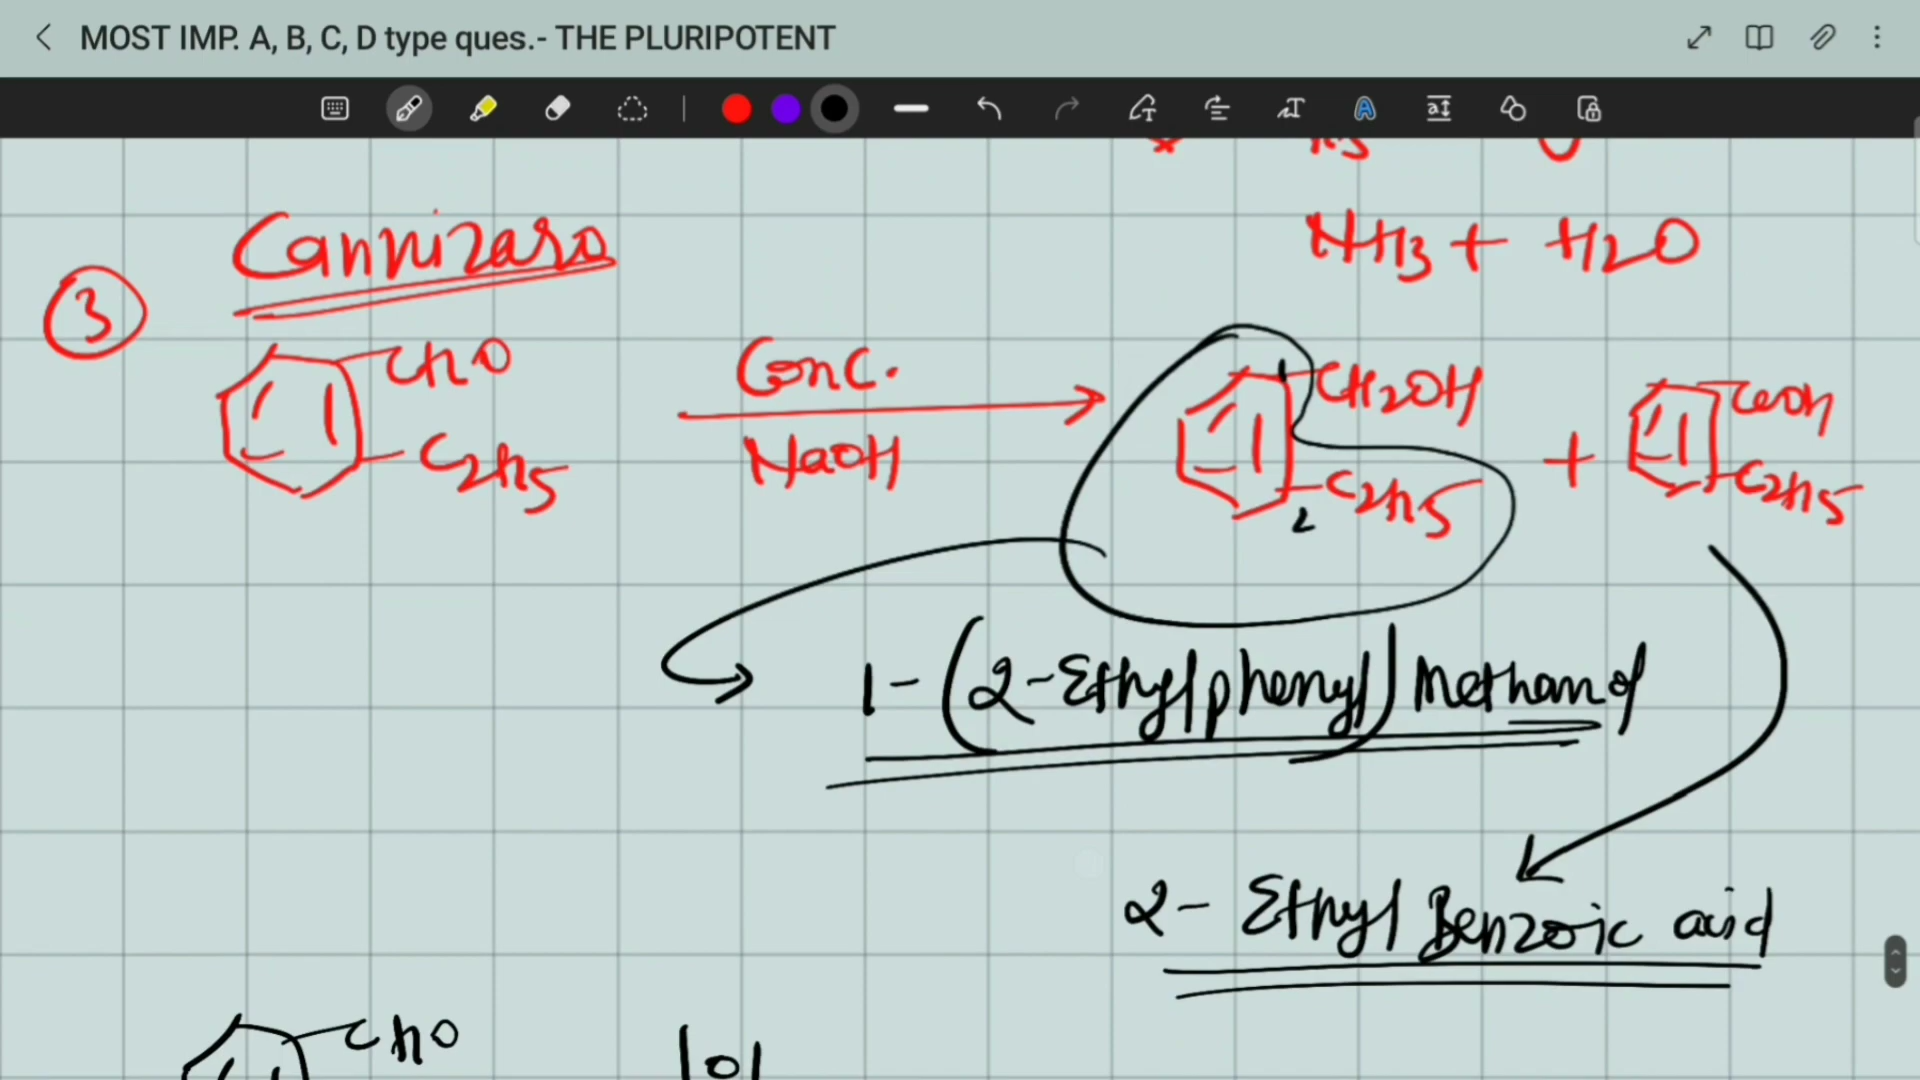 MOST IMP. A, B, C, D type ques.- THE PLURIPOTENT
NH3 + H2O
3 Cannizaro
CHO
C2H5
Conc.
NaOH
1 CH2OH
2 C2H5
+
COOH
C2H5
1-(2-Ethylphenyl) Methanol
2- Ethyl Benzoic acid
CHO
|O|